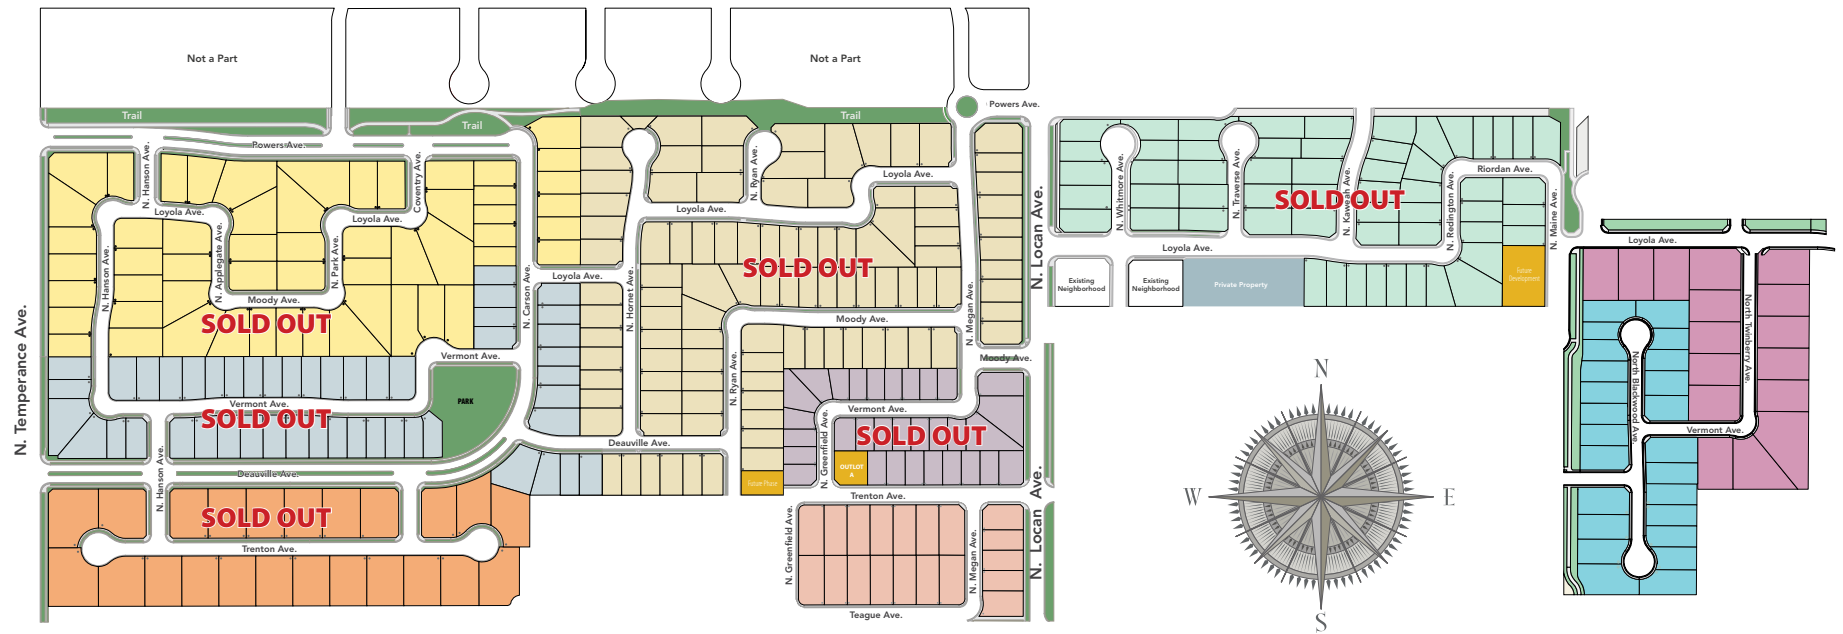 Not a Part
Not a Part
Trail
Trail
Trail
Powers Ave.
Powers Ave.
N. Hanson Ave.
Coventry Ave.
N. Ryan Ave.
Loyola Ave.
Loyola Ave.
Loyola Ave.
Loyola Ave.
N. Locan Ave.
N. Whitmore Ave.
N. Traverse Ave.
N. Kaweah Ave.
N. Redington Ave.
Riordan Ave.
N. Maine Ave.
SOLD OUT
Loyola Ave.
Loyola Ave.
N. Hanson Ave.
N. Applegate Ave.
N. Park Ave.
Moody Ave.
SOLD OUT
N. Carson Ave.
Loyola Ave.
N. Hornet Ave.
SOLD OUT
N. Megan Ave.
Existing
Neighborhood
Existing
Neighborhood
Private Property
Future
Development
N. Temperance Ave.
Moody Ave.
Moody Ave.
Vermont Ave.
N. Ryan Ave.
PARK
Vermont Ave.
SOLD OUT
Vermont Ave.
SOLD OUT
N. Greenfield Ave.
Deauville Ave.
Deauville Ave.
OUTLOT
A
Future Phase
N. Hanson Ave.
SOLD OUT
Trenton Ave.
Trenton Ave.
N. Greenfield Ave.
N. Megan Ave.
N. Locan Ave.
Teague Ave.
N
W
E
S
North Twinberry Ave.
North Blackwood Ave.
Vermont Ave.